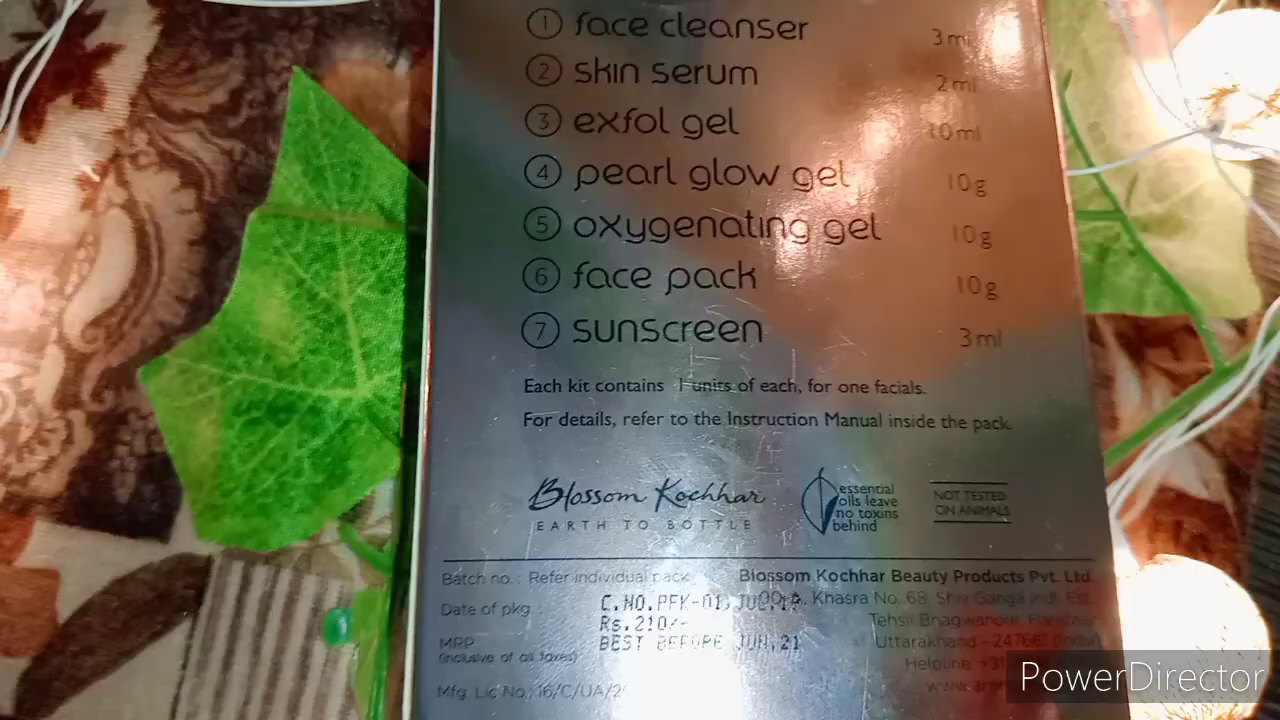 1 face cleanser 3 ml
2 skin serum 2 ml
3 exfol gel 10 ml
4 pearl glow gel 10 g
5 oxygenating gel 10 g
6 face pack 10 g
7 sunscreen 3 ml
Each kit contains 1 units of each, for one facials.
For details, refer to the Instruction Manual inside the pack.
Blossom Kochhar
EARTH TO BOTTLE
essential
oils leave
no toxins
behind
NOT TESTED
ON ANIMALS
Batch no.: Refer individual pack
Date of pkg.:
MRP
(inclusive of all taxes)
Mfg. Lic No.: 16/C/UA/2
C.NO.PFK-01
Rs.210/-
BEST BEFORE JUN.21
Blossom Kochhar Beauty Products Pvt. Ltd.
Khasra No. 69, Shiv Ganga Indl. Est.
Tehsil Bhagwanpur,
Uttarakhand
Helpline: +91
PowerDirector